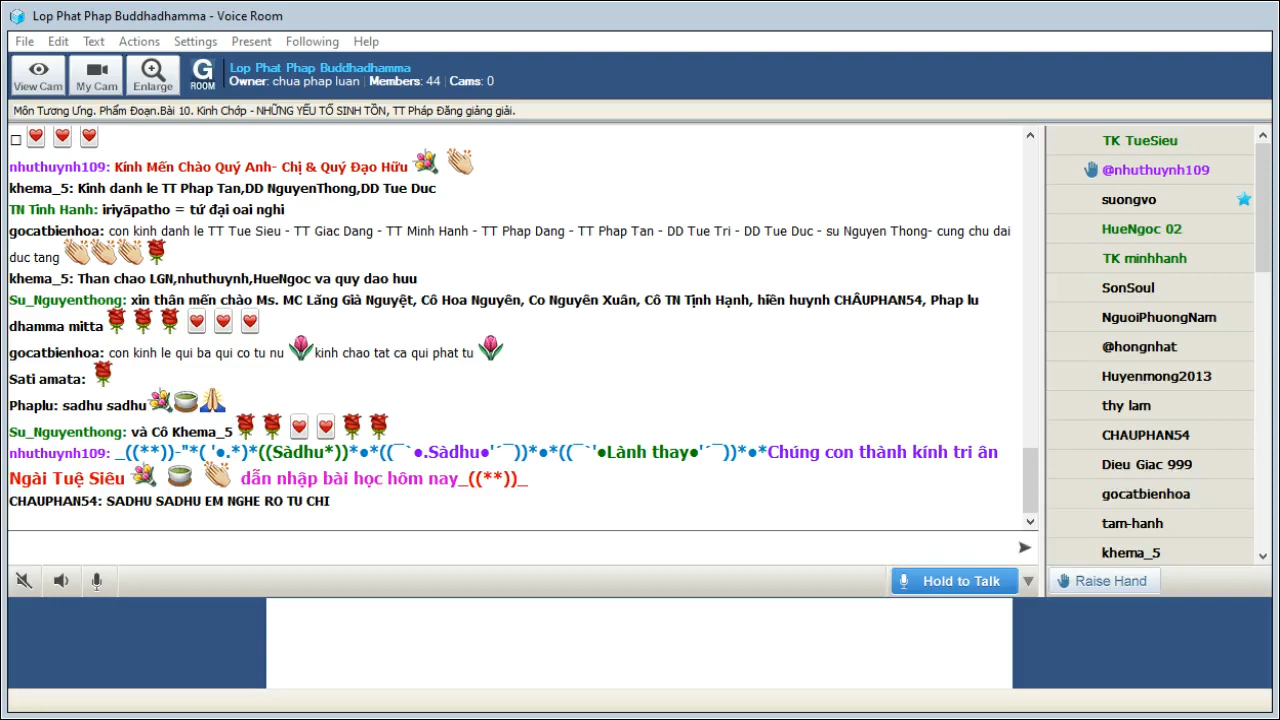 Lop Phat Phap Buddhadhamma - Voice Room
File Edit Text Actions Settings Present Following Help
View Cam My Cam Enlarge G ROOM
Lop Phat Phap Buddhadhamma
Owner: chua phap luan Members: 44 Cams: 0
Môn Tương Ưng. Phẩm Đoạn.Bài 10. Kinh Chớp - NHỮNG YẾU TỐ SINH TỒN, TT Pháp Đăng giảng giải.
nhuthuynh109: Kính Mến Chào Quý Anh- Chị & Quý Đạo Hữu
khema_5: Kinh danh le TT Phap Tan,DD NguyenThong,DD Tue Duc
TN Tinh Hanh: iriyāpatho = tứ đại oai nghi
gocatbienhoa: con kinh danh le TT Tue Sieu - TT Giac Dang - TT Minh Hanh - TT Phap Dang - TT Phap Tan - DD Tue Tri - DD Tue Duc - su Nguyen Thong- cung chu dai
duc tang
khema_5: Than chao LGN,nhuthuynh,HueNgoc va quy dao huu
Su_Nguyenthong: xin thân mến chào Ms. MC Lãng Già Nguyệt, Cô Hoa Nguyên, Co Nguyên Xuân, Cô TN Tịnh Hạnh, hiền huynh CHÂUPHAN54, Phap lu
dhamma mitta
gocatbienhoa: con kinh le qui ba qui co tu nu kinh chao tat ca qui phat tu
Sati amata:
Phaplu: sadhu sadhu
Su_Nguyenthong: và Cô Khema_5
nhuthuynh109: _((**))-"*( '●.*)*((Sàdhu*))*●*((¯`●.Sàdhu●'´¯))*●*((¯`'●Lành thay●'´¯))*●*Chúng con thành kính tri ân
Ngài Tuệ Siêu dẫn nhập bài học hôm nay_((**))_
CHAUPHAN54: SADHU SADHU EM NGHE RO TU CHI
TK TueSieu
@nhuthuynh109
suongvo
HueNgoc 02
TK minhhanh
SonSoul
NguoiPhuongNam
@hongnhat
Huyenmong2013
thy lam
CHAUPHAN54
Dieu Giac 999
gocatbienhoa
tam-hanh
khema_5
Hold to Talk
Raise Hand